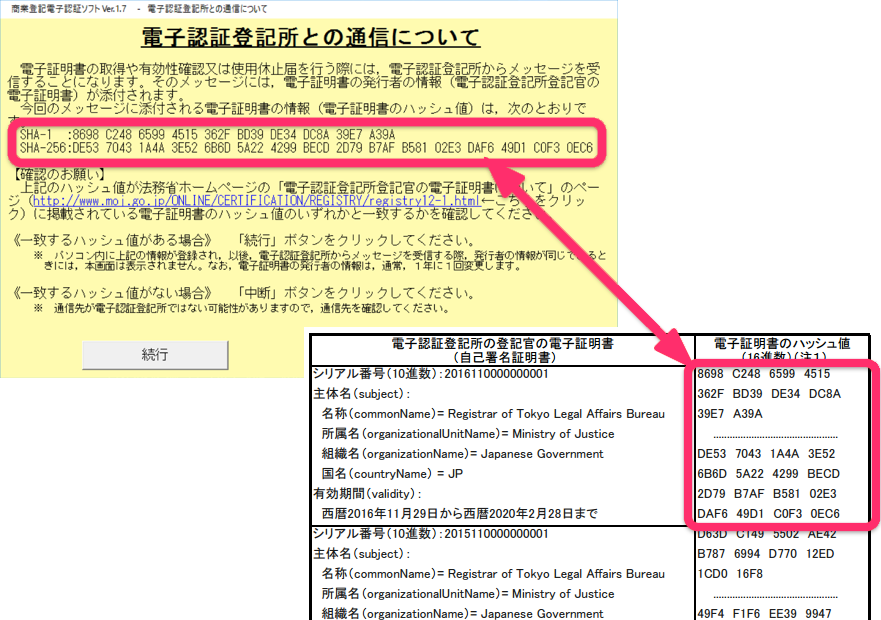 商業登記電子認証ソフト Ver.1.7　-　電子認証登記所との通信について
電子認証登記所との通信について
電子証明書の取得や有効性確認又は使用休止届を行う際には，電子認証登記所からメッセージを受
信することになります。そのメッセージには，電子証明書の発行者の情報（電子認証登記所登記官の
電子証明書）が添付されます。
今回のメッセージに添付される電子証明書の情報（電子証明書のハッシュ値）は，次のとおりで
す。
SHA-1　:8698 C248 6599 4515 362F BD39 DE34 DC8A 39E7 A39A
SHA-256:DE53 7043 1A4A 3E52 6B6D 5A22 4299 BECD 2D79 B7AF B581 02E3 DAF6 49D1 C0F3 0EC6
【確認のお願い】
上記のハッシュ値が法務省ホームページの「電子認証登記所登記官の電子証明書について」のペー
ジ（http://www.moj.go.jp/ONLINE/CERTIFICATION/REGISTRY/registry12-1.html←こちらをクリッ
ク）に掲載されている電子証明書のハッシュ値のいずれかと一致するかを確認してください。
《一致するハッシュ値がある場合》　「続行」ボタンをクリックしてください。
※　パソコン内に上記の情報が登録され，以後，電子認証登記所からメッセージを受信する際，発行者の情報が同じであると
きには，本画面は表示されません。なお，電子証明書の発行者の情報は，通常，１年に１回変更します。
《一致するハッシュ値がない場合》　「中断」ボタンをクリックしてください。
※　通信先が電子認証登記所ではない可能性がありますので，通信先を確認してください。
続行
電子認証登記所の登記官の電子証明書
（自己署名証明書）
電子証明書のハッシュ値
（16進数）（注１）
シリアル番号（10進数）：2016110000000001
8698 C248 6599 4515
主体名（subject）：
362F BD39 DE34 DC8A
名称（commonName）= Registrar of Tokyo Legal Affairs Bureau
39E7 A39A
所属名（organizationalUnitName）= Ministry of Justice
組織名（organizationName）= Japanese Government
DE53 7043 1A4A 3E52
国名（countryName） = JP
6B6D 5A22 4299 BECD
有効期間（validity）：
2D79 B7AF B581 02E3
西暦2016年11月29日から西暦2020年2月28日まで
DAF6 49D1 C0F3 0EC6
シリアル番号（10進数）：2015110000000001
D63D C149 5502 AE42
主体名（subject）：
B787 6994 D770 12ED
名称（commonName）= Registrar of Tokyo Legal Affairs Bureau
1CD0 16F8
所属名（organizationalUnitName）= Ministry of Justice
組織名（organizationName）= Japanese Government
49F4 F1F6 EE39 9947